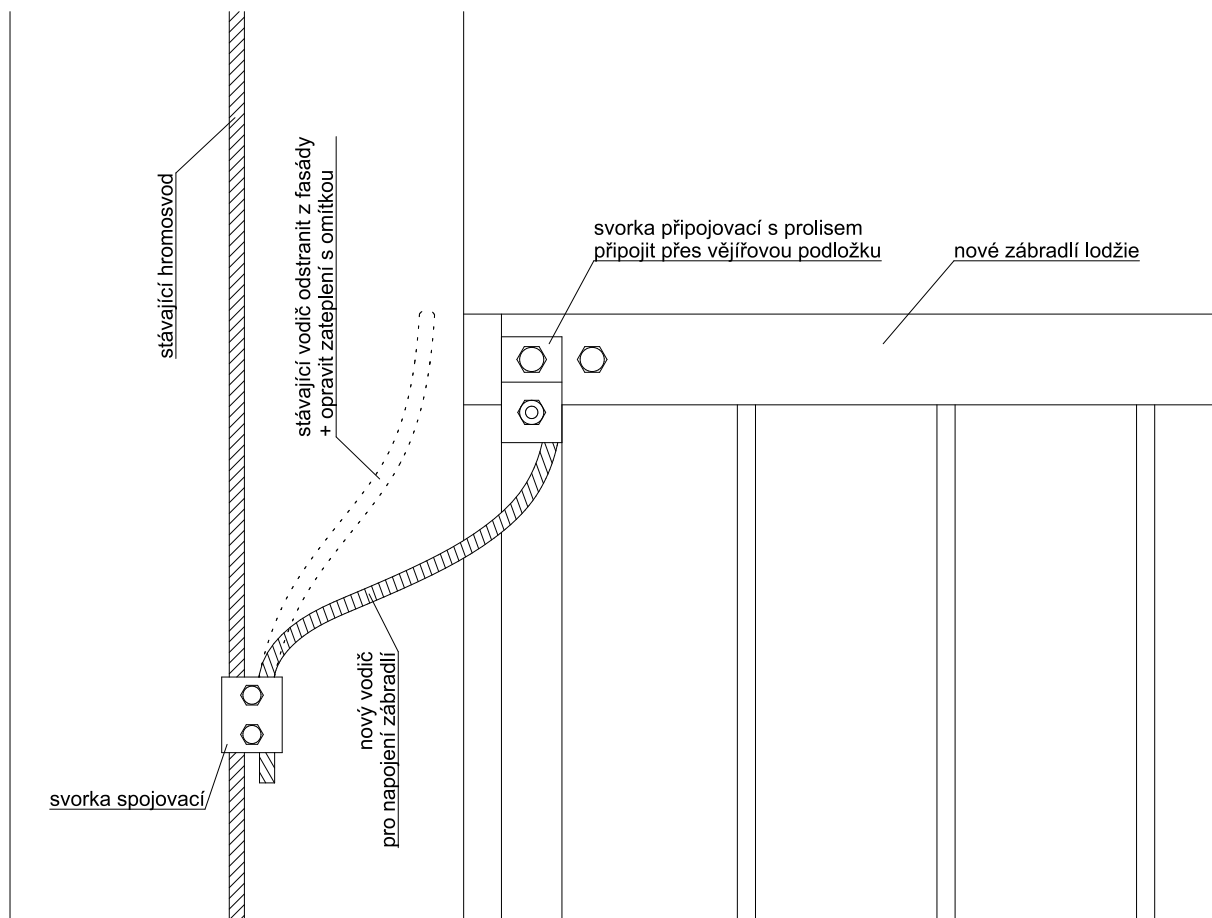 stávající hromosvod
stávající vodič odstranit z fasády
+ opravit zateplení s omítkou
svorka připojovací s prolisem
připojit přes vějířovou podložku
nové zábradlí lodžie
nový vodič
pro napojení zábradlí
svorka spojovací